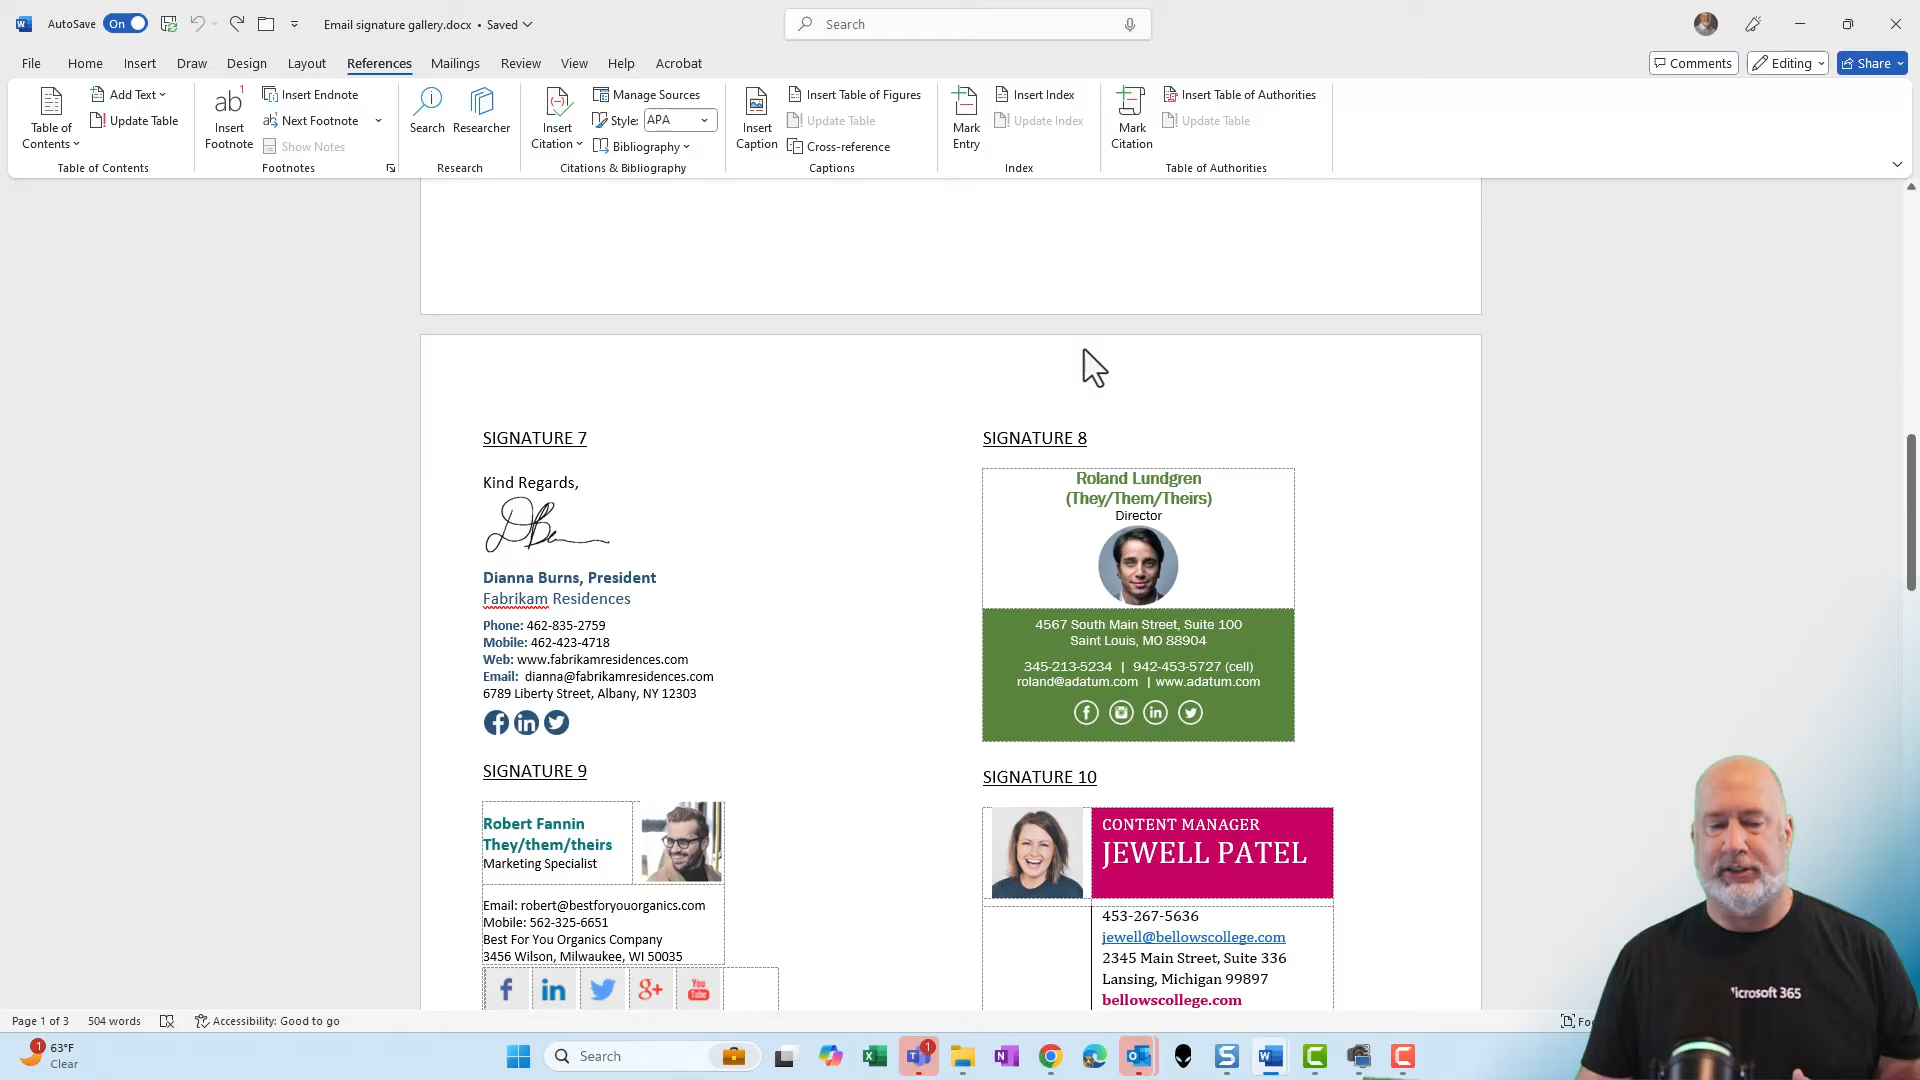 AutoSave On Email signature gallery.docx • Saved Search
File Home Insert Draw Design Layout References Mailings Review View Help Acrobat Comments Editing Share
Table of Contents
Add Text
Update Table
Table of Contents
ab 1
Insert Footnote
Insert Endnote
Next Footnote
Show Notes
Footnotes
Search
Researcher
Research
Insert Citation
Manage Sources
Style: APA
Bibliography
Citations & Bibliography
Insert Caption
Insert Table of Figures
Update Table
Cross-reference
Captions
Mark Entry
Insert Index
Update Index
Index
Mark Citation
Insert Table of Authorities
Update Table
Table of Authorities
SIGNATURE 7
Kind Regards,
Dianna Burns, President
Fabrikam Residences
Phone: 462-835-2759
Mobile: 462-423-4718
Web: www.fabrikamresidences.com
Email: dianna@fabrikamresidences.com
6789 Liberty Street, Albany, NY 12303
SIGNATURE 8
Roland Lundgren
(They/Them/Theirs)
Director
4567 South Main Street, Suite 100
Saint Louis, MO 88904
345-213-5234 | 942-453-5727 (cell)
roland@adatum.com | www.adatum.com
SIGNATURE 9
Robert Fannin
They/them/theirs
Marketing Specialist
Email: robert@bestforyouorganics.com
Mobile: 562-325-6651
Best For You Organics Company
3456 Wilson, Milwaukee, WI 50035
f in g+ You Tube
SIGNATURE 10
CONTENT MANAGER
JEWELL PATEL
453-267-5636
jewell@bellowscollege.com
2345 Main Street, Suite 336
Lansing, Michigan 99897
bellowscollege.com
icrosoft 365
Page 1 of 3 504 words Accessibility: Good to go Fo
1 63°F
Clear
Search
1